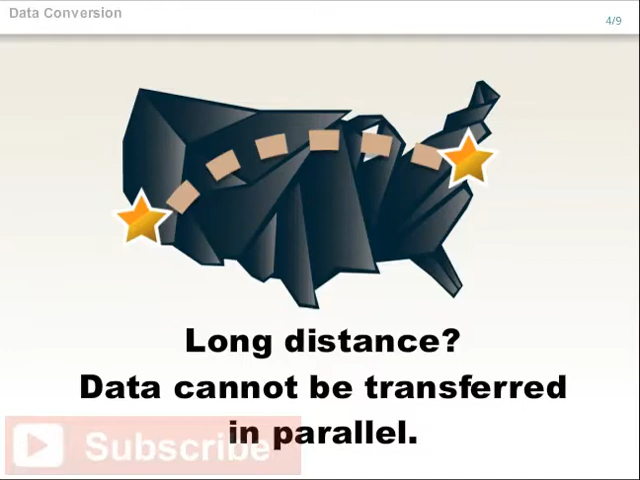 Data Conversion
4/9
Long distance?
Data cannot be transferred
in parallel.
Subscribe